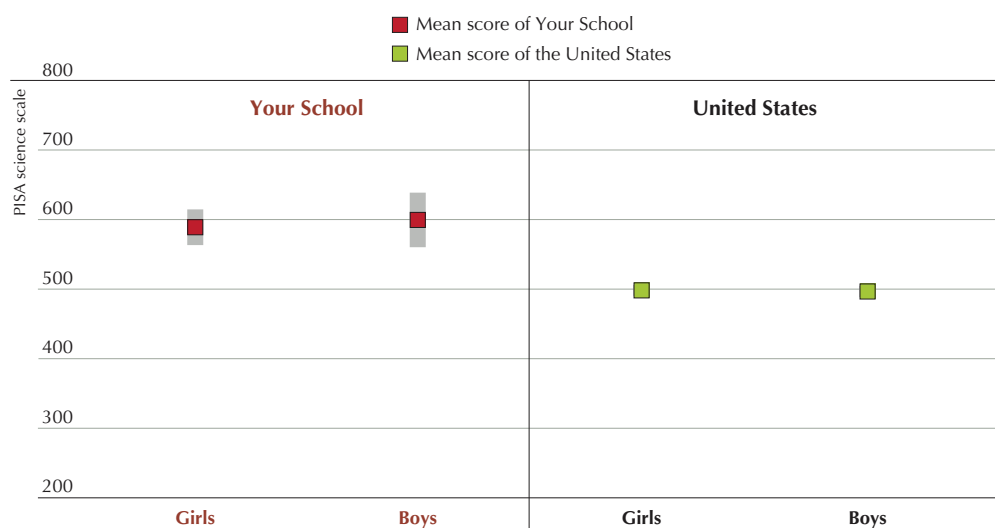 Mean score of Your School
Mean score of the United States
PISA science scale
800
Your School
United States
700
600
500
400
300
200
Girls
Boys
Girls
Boys